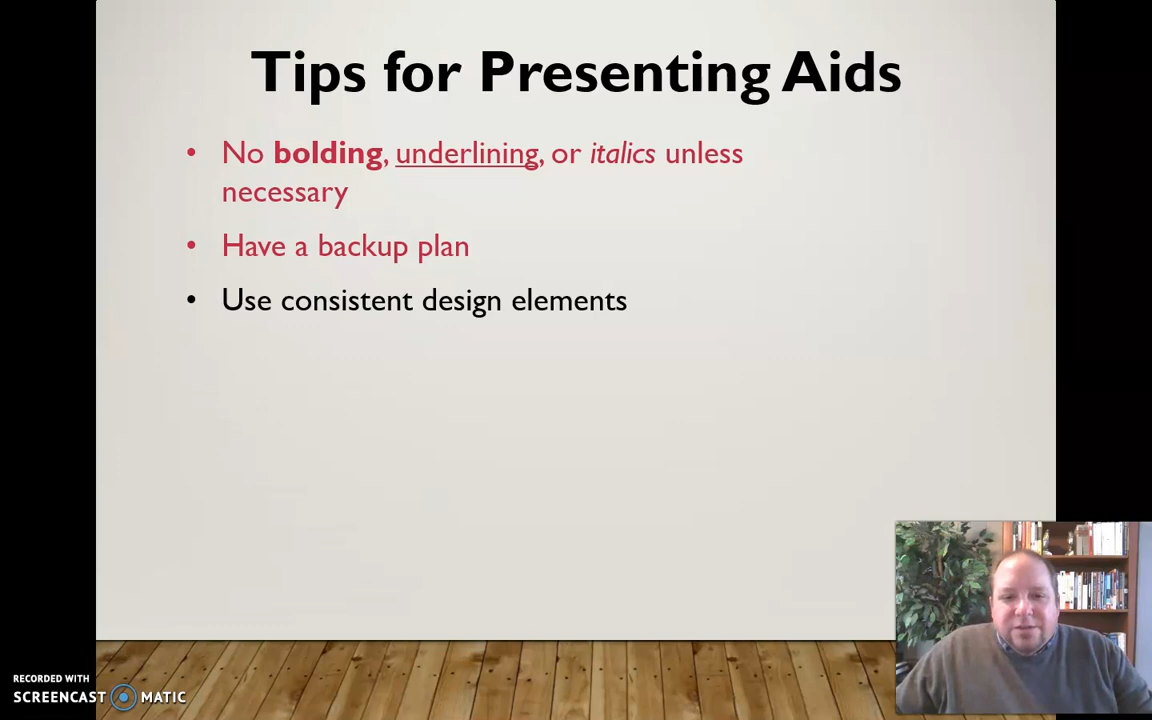 Tips for Presenting Aids
• No bolding, underlining, or italics unless
necessary
• Have a backup plan
• Use consistent design elements
RECORDED WITH
SCREENCAST MATIC